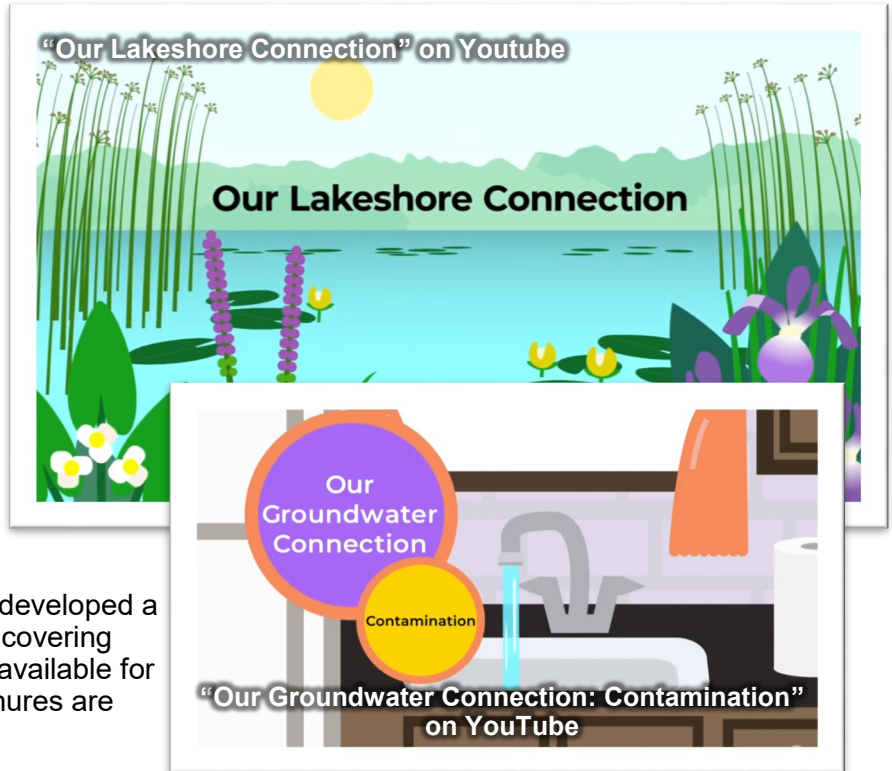 “Our Lakeshore Connection” on Youtube
Our Lakeshore Connection
Our
Groundwater
Connection
Contamination
developed a
covering
available for
“Our Groundwater Connection: Contamination”
on YouTube
are